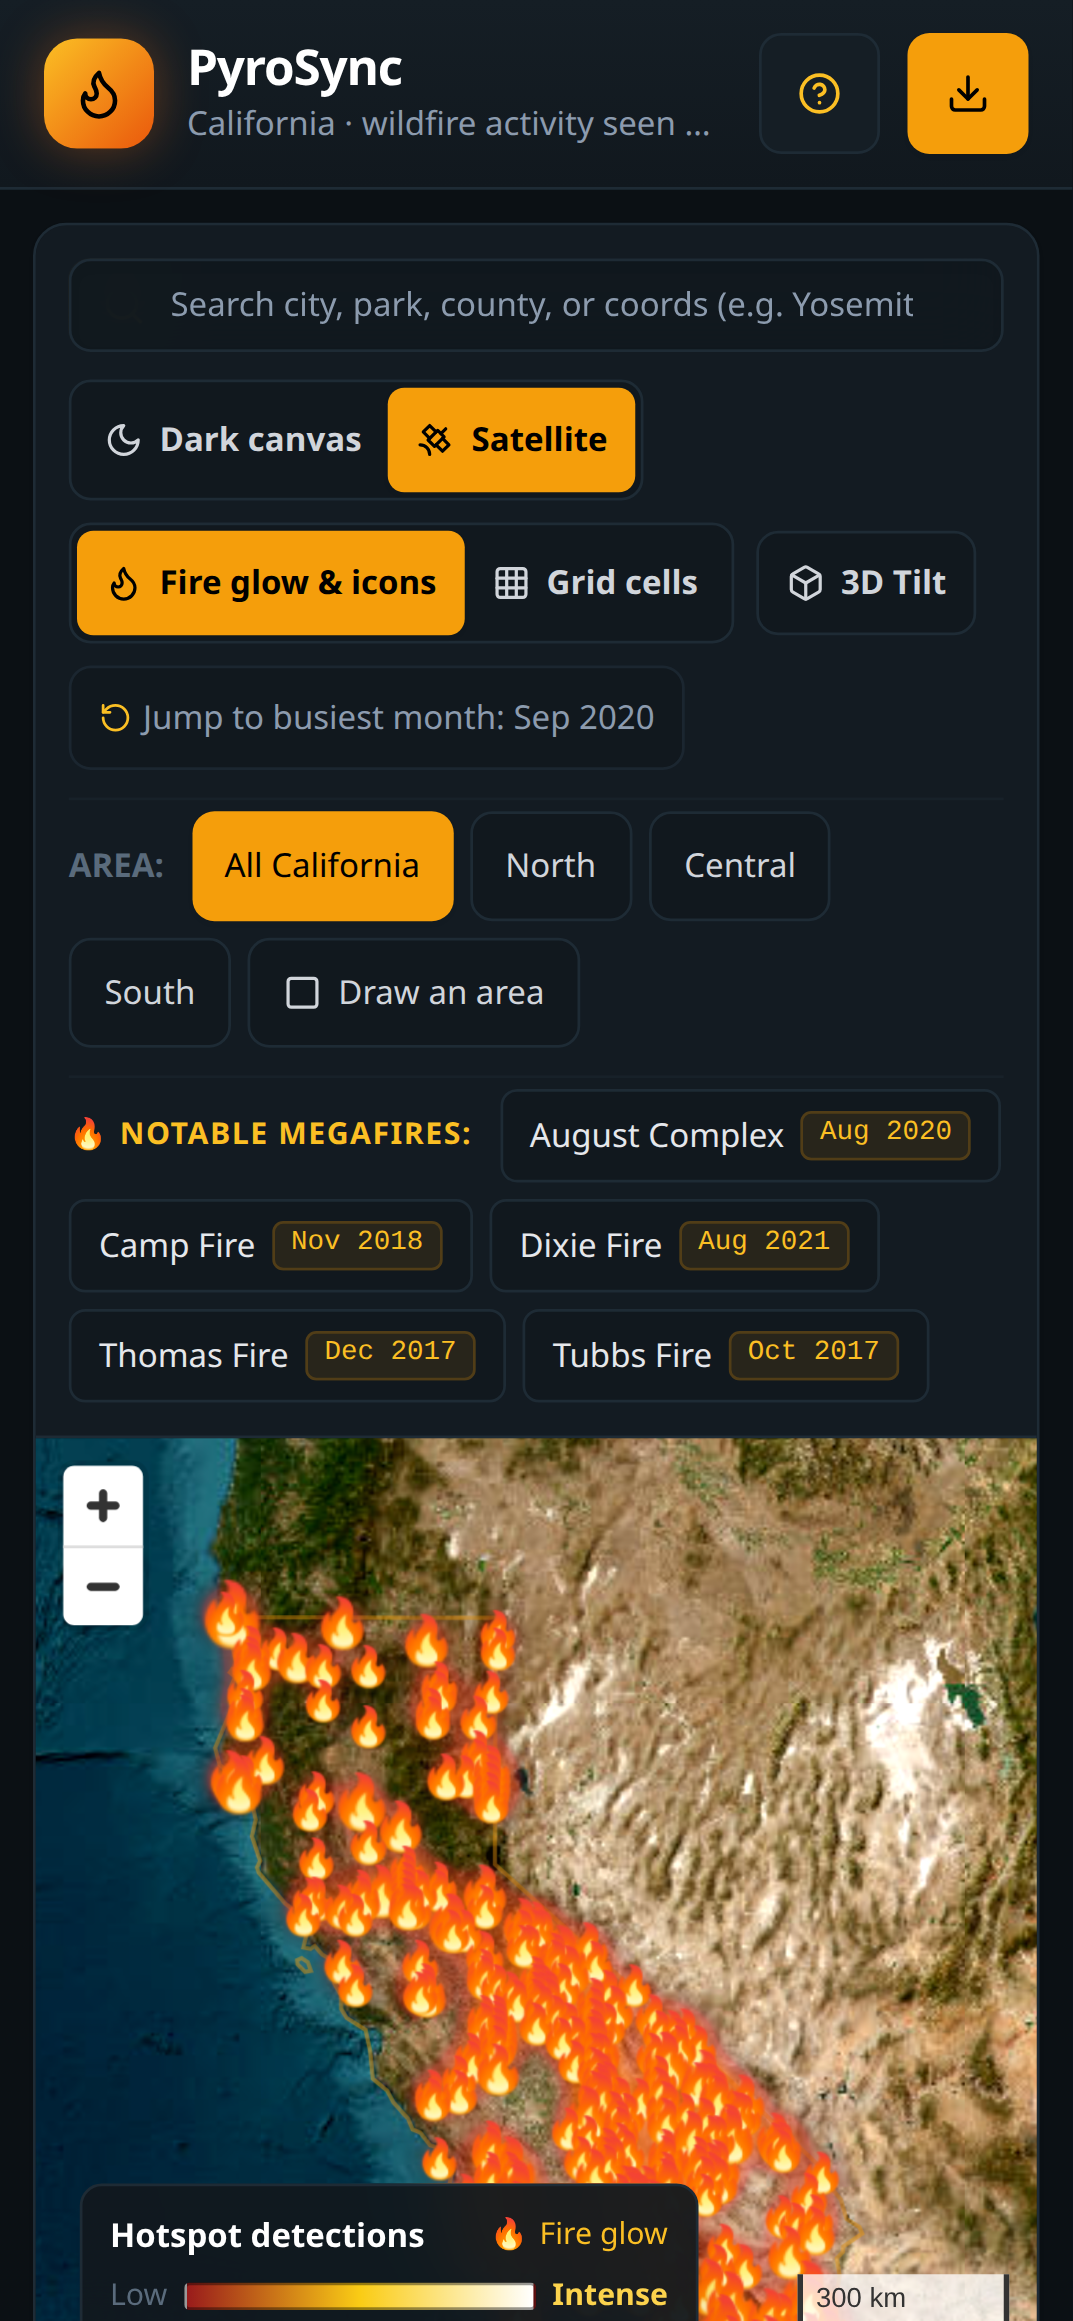 PyroSync
California · wildfire activity seen ...
Search city, park, county, or coords (e.g. Yosemit
Dark canvas
Satellite
Fire glow & icons
Grid cells
3D Tilt
Jump to busiest month: Sep 2020
AREA:
All California
North
Central
South
Draw an area
NOTABLE MEGAFIRES:
August Complex Aug 2020
Camp Fire Nov 2018
Dixie Fire Aug 2021
Thomas Fire Dec 2017
Tubbs Fire Oct 2017
Hotspot detections
Fire glow
Low
Intense
300 km